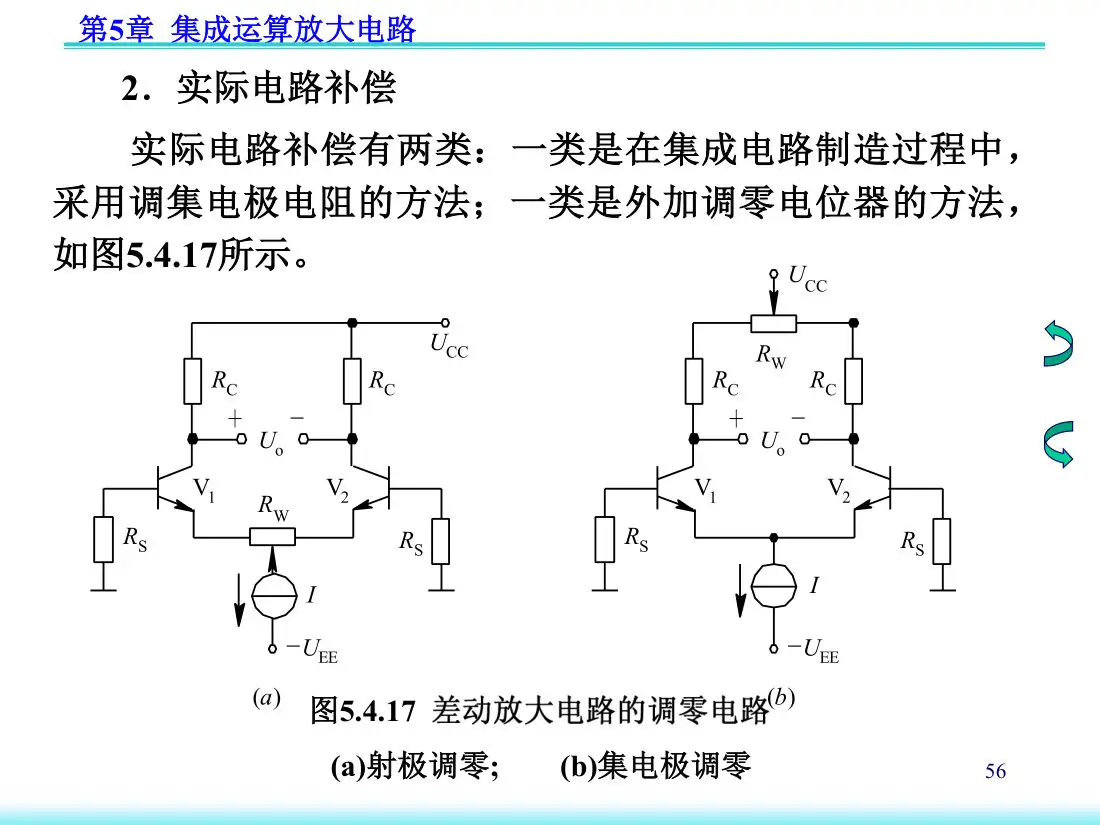 第5章 集成运算放大电路
2．实际电路补偿
实际电路补偿有两类：一类是在集成电路制造过程中，
采用调集电极电阻的方法；一类是外加调零电位器的方法，
如图5.4.17所示。
UCC
RC
RC
+
−
Uo
V1
V2
RW
RS
RS
I
−UEE
(a)
UCC
RW
RC
RC
+
−
Uo
V1
V2
RS
RS
I
−UEE
(b)
图5.4.17 差动放大电路的调零电路
(a)射极调零; (b)集电极调零
56